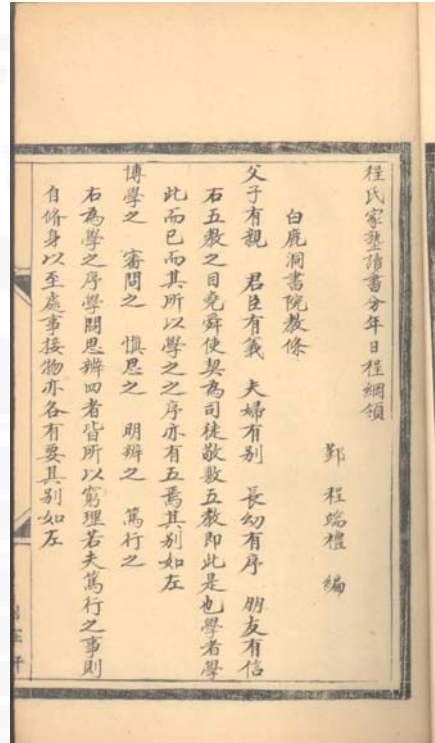 程氏家塾讀書分年日程綱領
鄞 程端禮 編
白鹿洞書院教條
父子有親 君臣有義 夫婦有別 長幼有序 朋友有信
右五教之目堯舜使契為司徒敬敷五教即此是也學者學
此而已而其所以學之之序亦有五焉其別如左
博學之 審問之 慎思之 明辨之 篤行之
右為學之序學問思辨四者皆所以窮理若夫篤行之事則
自脩身以至處事接物亦各有要其別如左